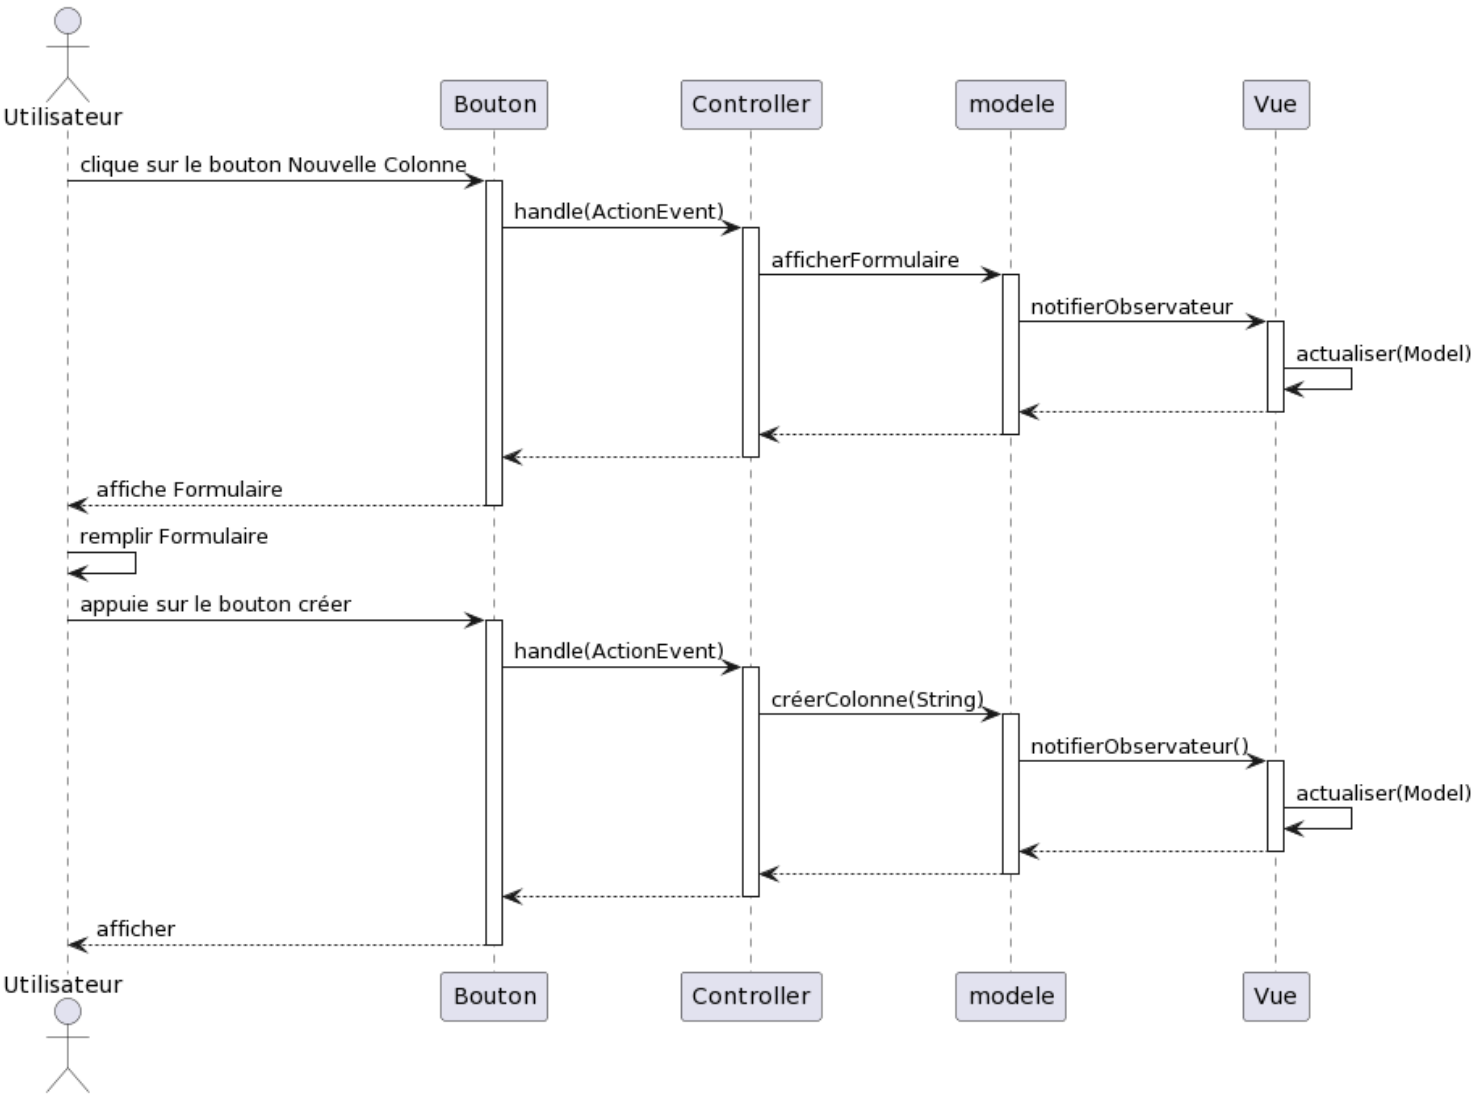 Utilisateur
Bouton
Controller
modele
Vue
clique sur le bouton Nouvelle Colonne
handle(ActionEvent)
afficherFormulaire
notifierObservateur
actualiser(Model)
affiche Formulaire
remplir Formulaire
appuie sur le bouton créer
handle(ActionEvent)
créerColonne(String)
notifierObservateur()
actualiser(Model)
afficher
Utilisateur
Bouton
Controller
modele
Vue